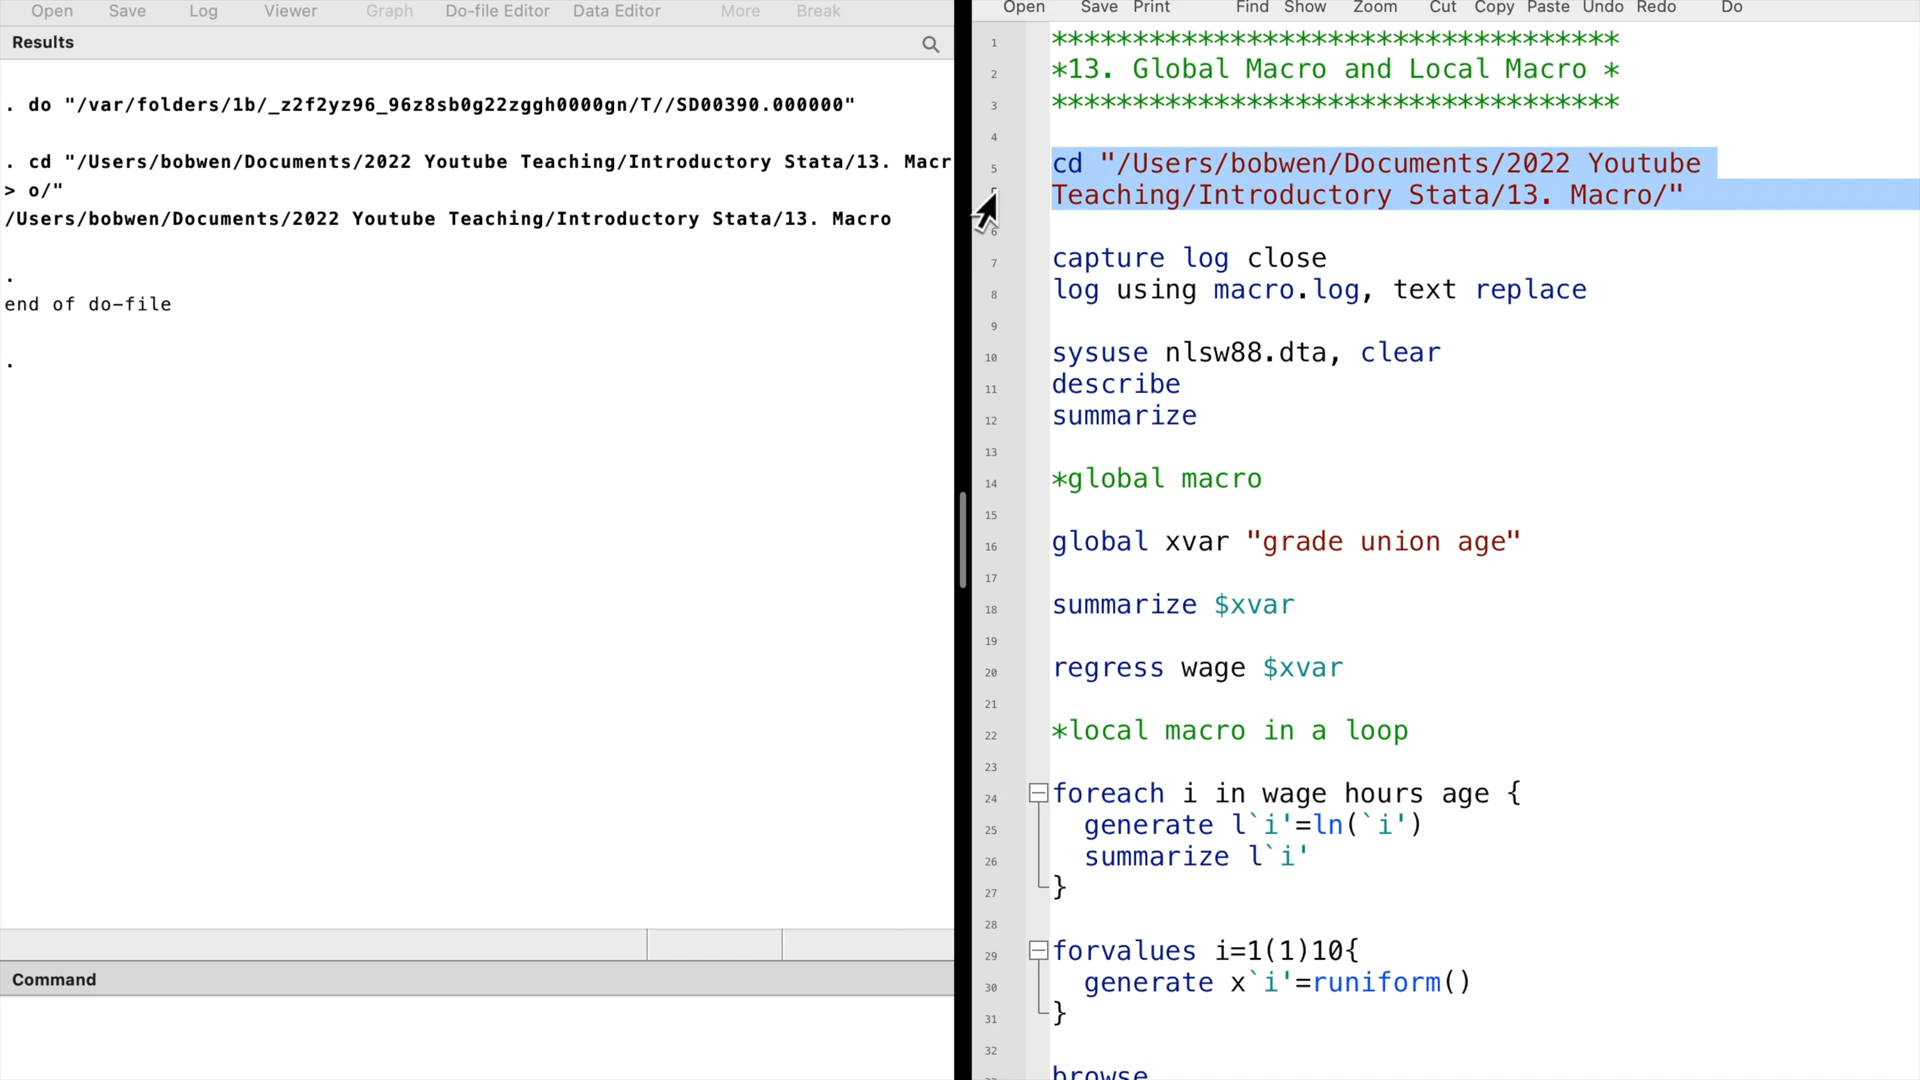 Open Save Log Viewer Graph Do-file Editor Data Editor More Break
Results
. do "/var/folders/1b/_z2f2yz96_96z8sb0g22zggh0000gn/T//SD00390.000000"
. cd "/Users/bobwen/Documents/2022 Youtube Teaching/Introductory Stata/13. Macr
> o/"
/Users/bobwen/Documents/2022 Youtube Teaching/Introductory Stata/13. Macro
.
end of do-file
.
Command
Open Save Print Find Show Zoom Cut Copy Paste Undo Redo Do
1 ***********************************
2 *13. Global Macro and Local Macro *
3 ***********************************
4
5 cd "/Users/bobwen/Documents/2022 Youtube
Teaching/Introductory Stata/13. Macro/"
6
7 capture log close
8 log using macro.log, text replace
9
10 sysuse nlsw88.dta, clear
11 describe
12 summarize
13
14 *global macro
15
16 global xvar "grade union age"
17
18 summarize $xvar
19
20 regress wage $xvar
21
22 *local macro in a loop
23
24 foreach i in wage hours age {
25 generate l`i'=ln(`i')
26 summarize l`i'
27 }
28
29 forvalues i=1(1)10{
30 generate x`i'=runiform()
31 }
32
browse